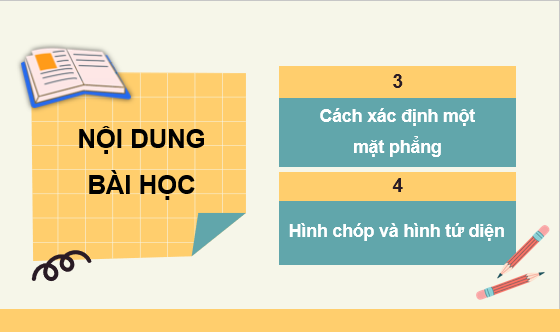 NỘI DUNG
BÀI HỌC
3
Cách xác định một
mặt phẳng
4
Hình chóp và hình tứ diện